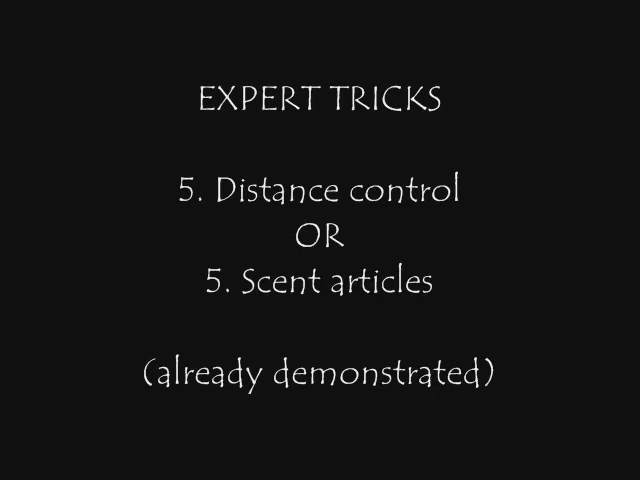 EXPERT TRICKS
5. Distance control
OR
5. Scent articles
(already demonstrated)